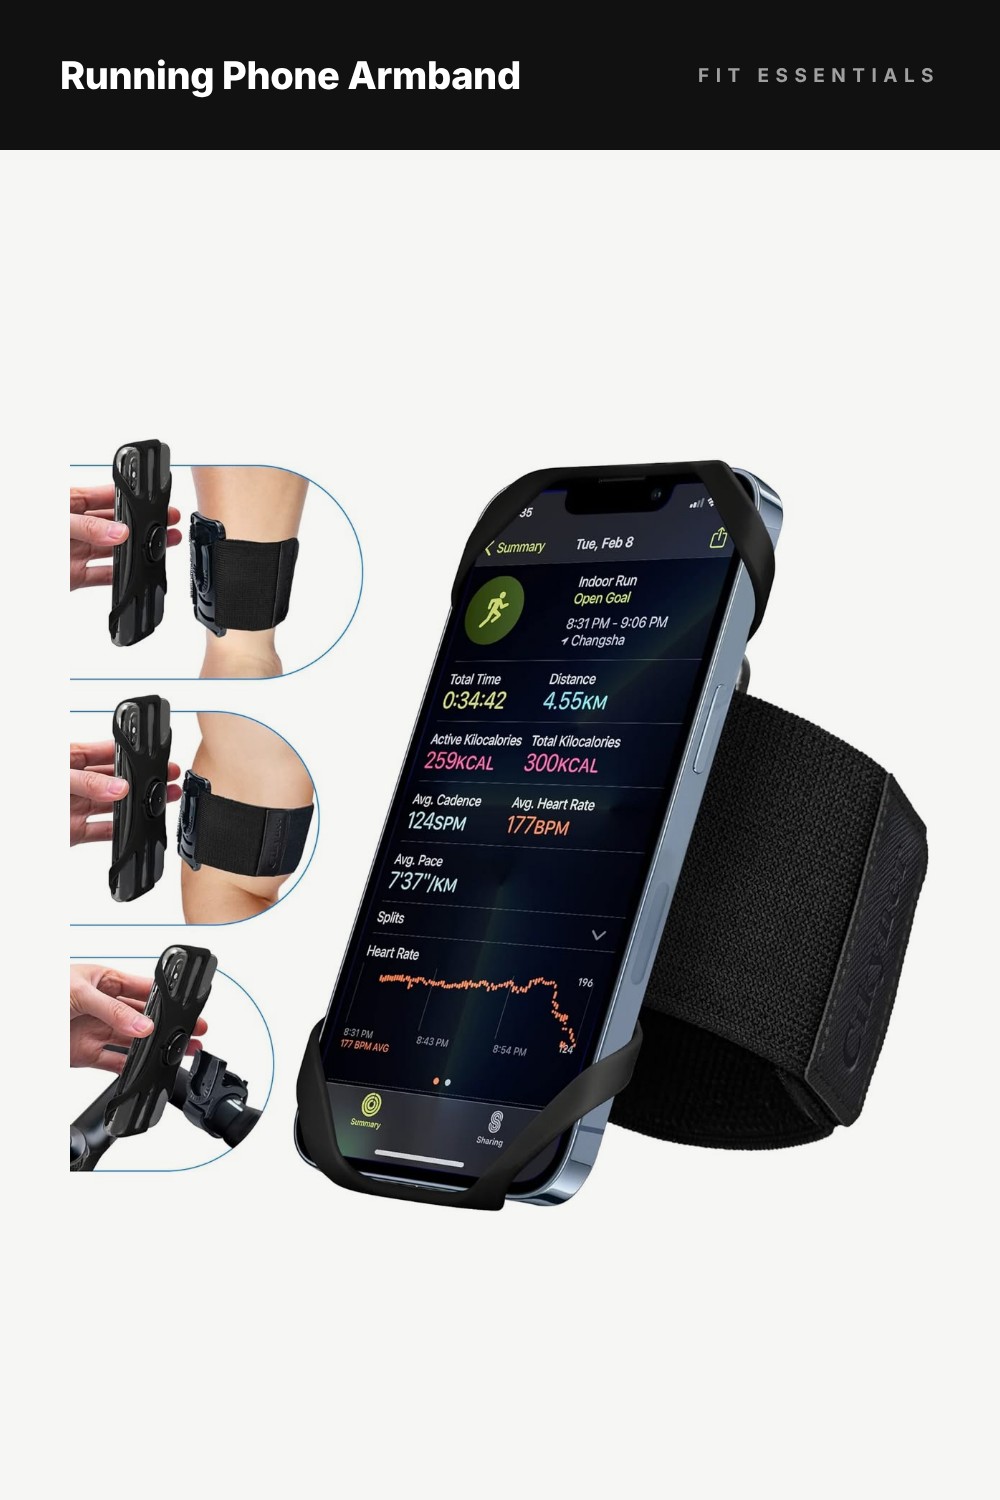 Running Phone Armband
FIT ESSENTIALS
35
Summary
Tue, Feb 8
Indoor Run
Open Goal
8:31 PM - 9:06 PM
Changsha
Total Time
Distance
0:34:42
4.55KM
Active Kilocalories
Total Kilocalories
259KCAL
300KCAL
Avg. Cadence
Avg. Heart Rate
124SPM
177BPM
Avg. Pace
7'37"/KM
Splits
Heart Rate
196
8:31 PM
8:43 PM
8:54 PM
124
177 BPM AVG
Summary
Sharing